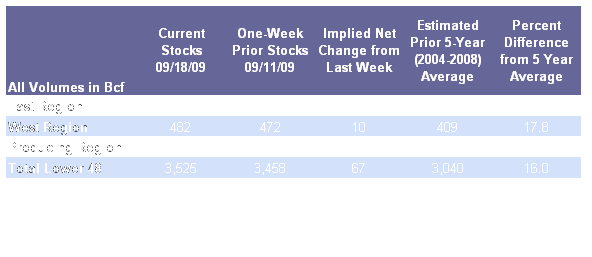 Current One-Week Implied Net Estimated Percent
Stocks Prior Stocks Change from Prior 5-Year Difference
09/18/09 09/11/09 Last Week (2004-2008) from 5 Year
All Volumes in Bcf Average Average
East Region
West Region 482 472 10 409 17.8
Producing Region
Total Lower 48 3,525 3,458 67 3,040 16.0